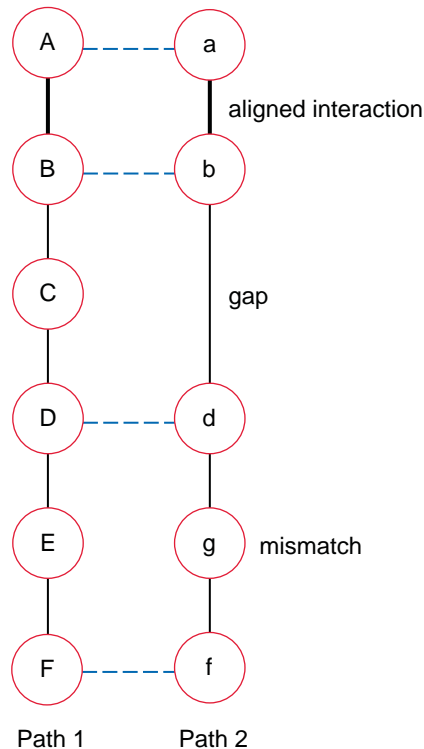 A a
aligned interaction
B b
C
gap
D d
E g mismatch
F f
Path 1 Path 2